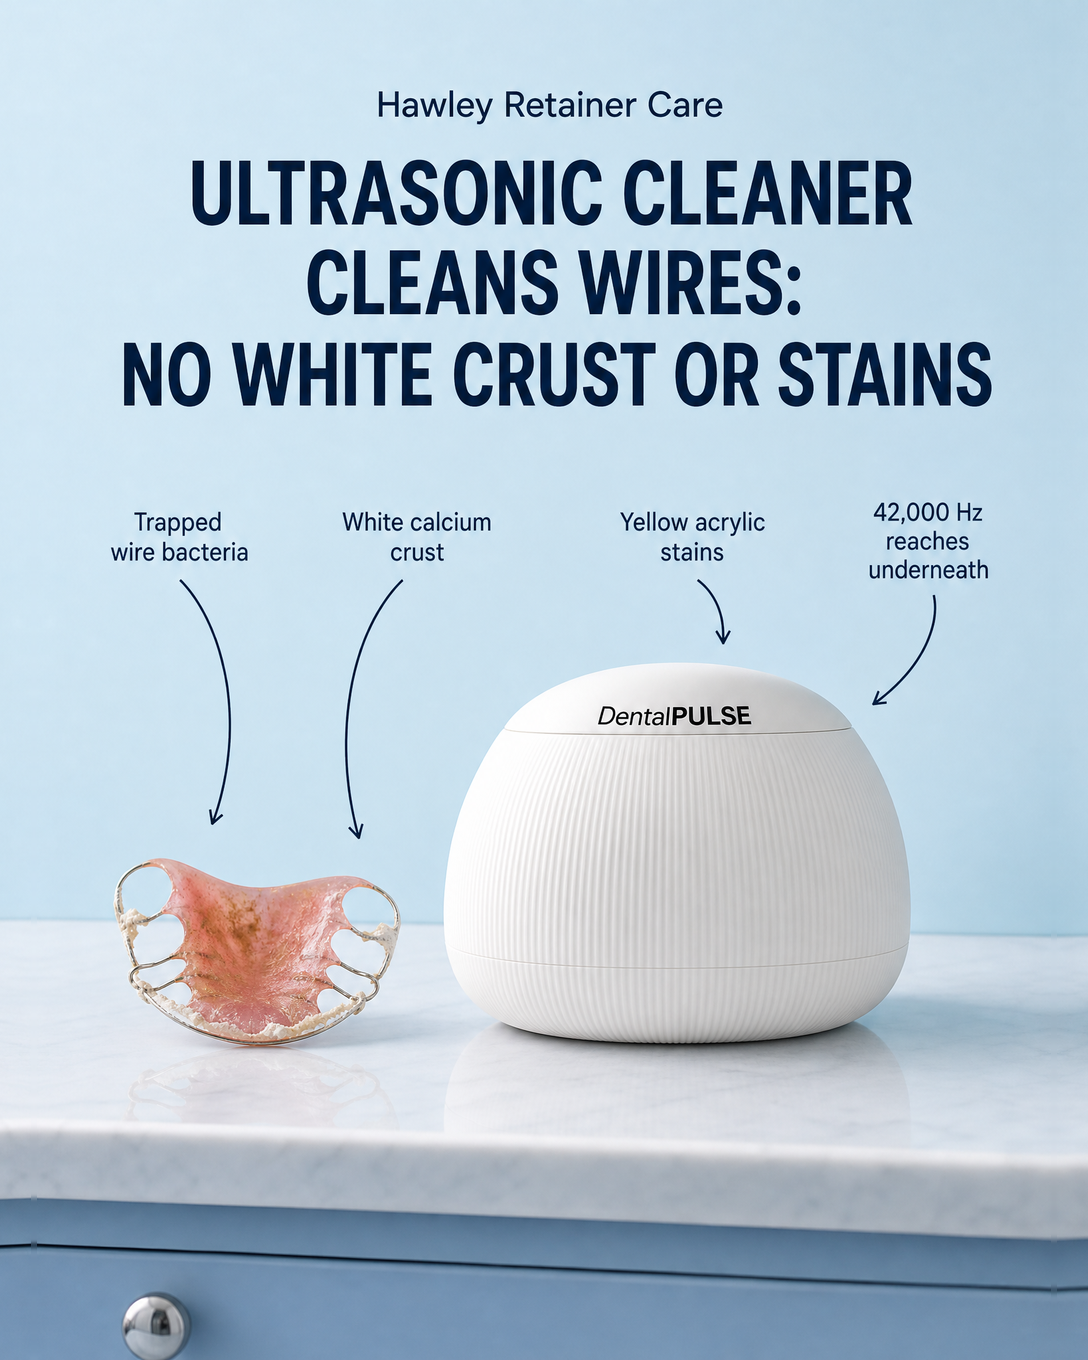 Hawley Retainer Care
ULTRASONIC CLEANER
CLEANS WIRES:
NO WHITE CRUST OR STAINS
Trapped
wire bacteria
White calcium
crust
Yellow acrylic
stains
42,000 Hz
reaches
underneath
DentalPULSE